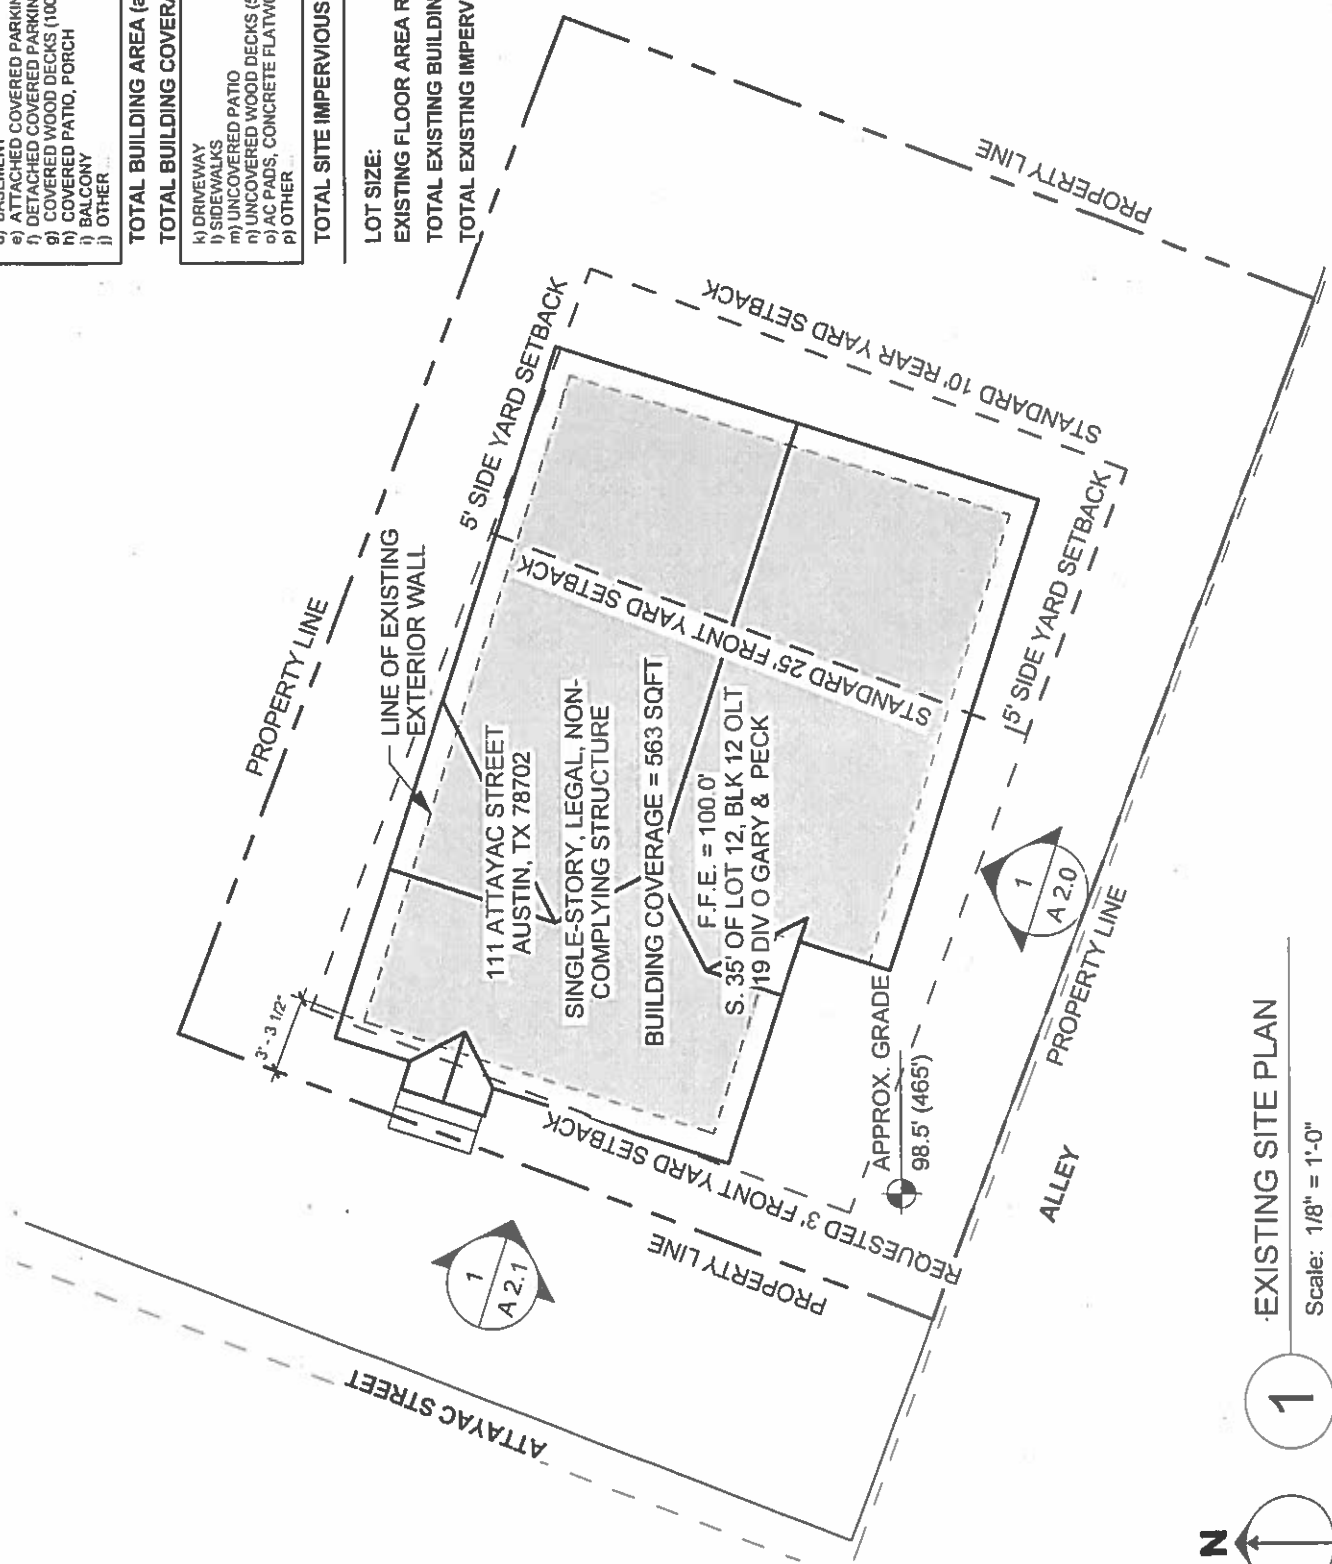 e) ATTACHED COVERED PARKIN
f) DETACHED COVERED PARKIN
g) COVERED WOOD DECKS (100
h) COVERED PATIO, PORCH
i) BALCONY
j) OTHER
TOTAL BUILDING AREA (a
TOTAL BUILDING COVERA
k) DRIVEWAY
l) SIDEWALKS
m) UNCOVERED PATIO
n) UNCOVERED WOOD DECKS (5
o) AC PADS, CONCRETE FLATWO
p) OTHER
TOTAL SITE IMPERVIOUS
LOT SIZE:
EXISTING FLOOR AREA R
TOTAL EXISTING BUILDIN
TOTAL EXISTING IMPERV
PROPERTY LINE
PROPERTY LINE
5' SIDE YARD SETBACK
STANDARD 10' REAR YARD SETBACK
LINE OF EXISTING
EXTERIOR WALL
STANDARD 25' FRONT YARD SETBACK
111 ATTAYAC STREET
AUSTIN, TX 78702
SINGLE-STORY, LEGAL, NON-
COMPLYING STRUCTURE
BUILDING COVERAGE = 563 SQFT
F.F.E. = 100.0'
S. 35' OF LOT 12, BLK 12 OLT
19 DIV O GARY & PECK
5' SIDE YARD SETBACK
3' - 3 1/2"
REQUESTED 3' FRONT YARD SETBACK
APPROX. GRADE
98.5' (465')
1
A 2.0
PROPERTY LINE
PROPERTY LINE
1
A 2.1
ALLEY
ATTAYAC STREET
N
1
EXISTING SITE PLAN
Scale: 1/8" = 1'-0"